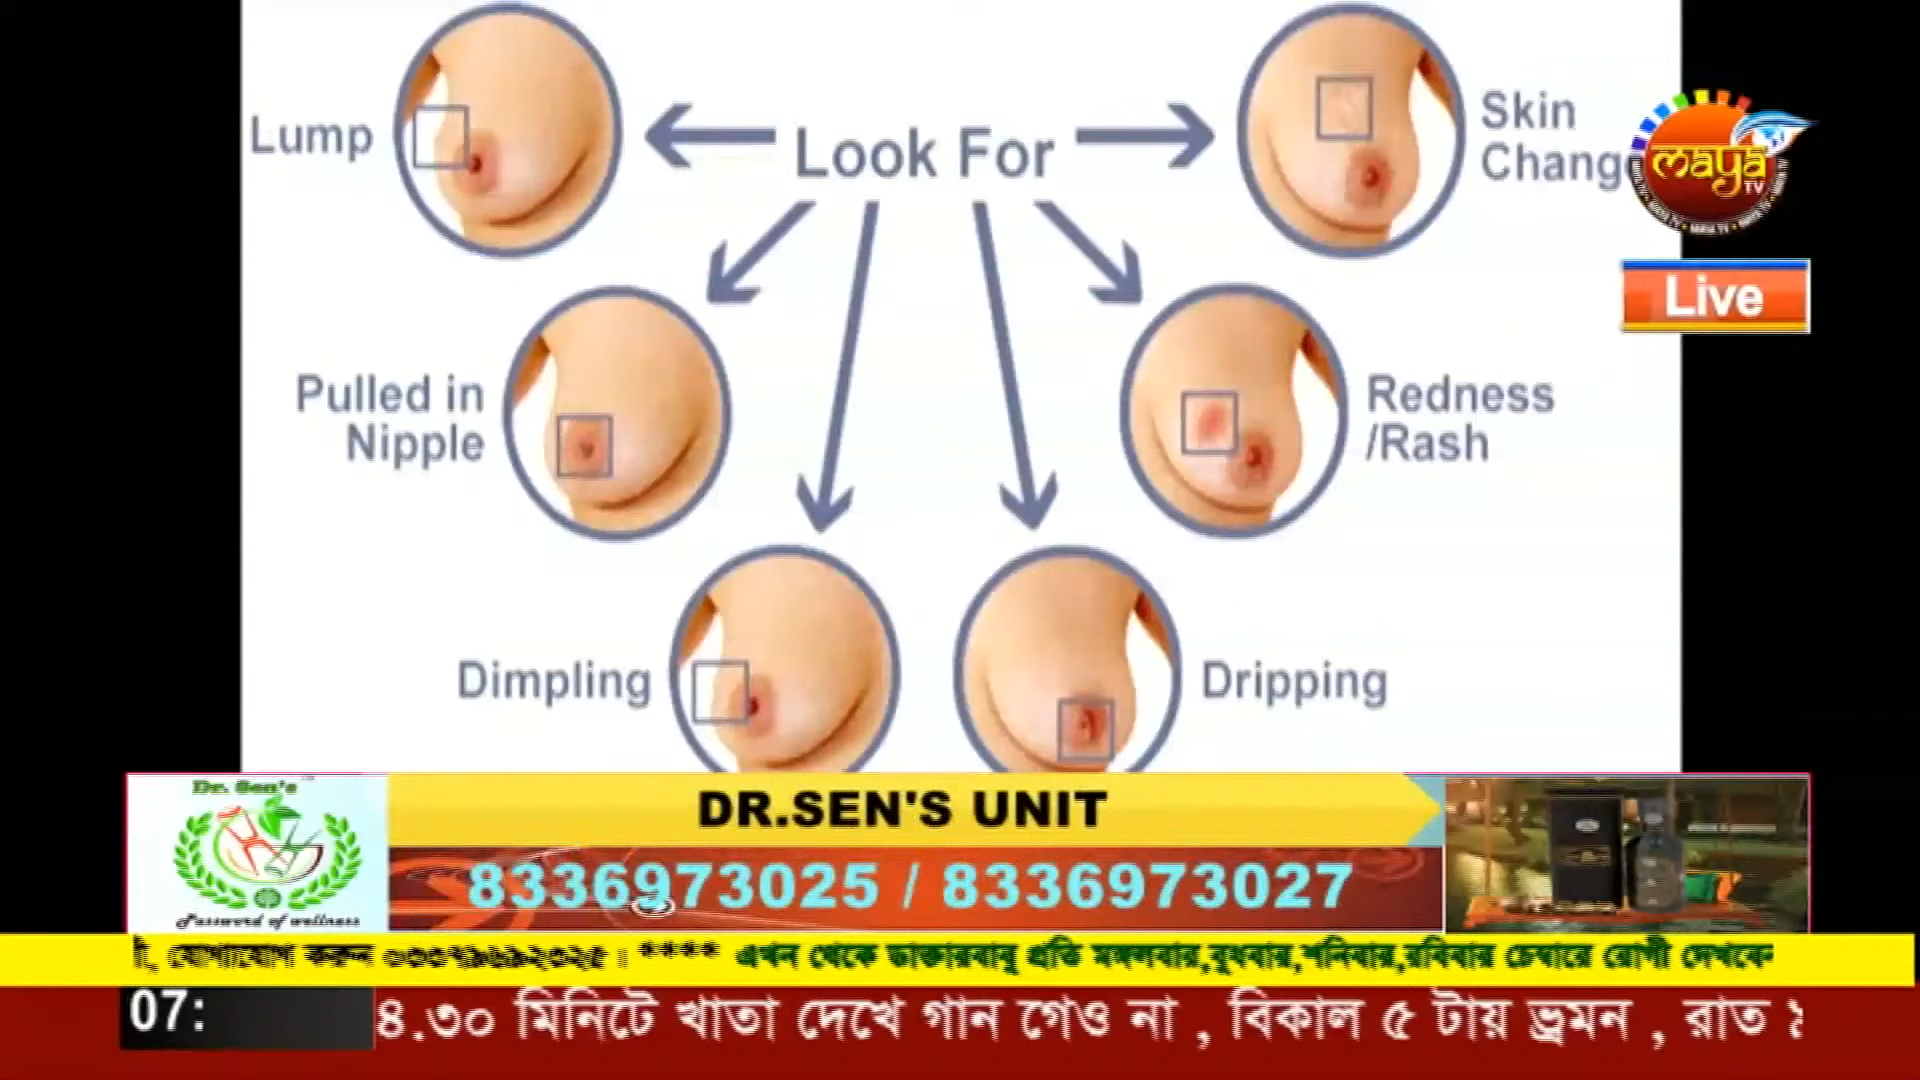 Lump
Look For
Skin
Chang
maya
TV
Live
Pulled in
Nipple
Redness
/Rash
Dimpling
Dripping
Dr. Sen's
Password of wellness
DR.SEN'S UNIT
8336973025 / 8336973027
যোগাযোগ করুন ০৩৩৭১৬১২৩২৫। **** এখন থেকে ডাক্তারবাবু প্রতি মঙ্গলবার,বুধবার,শনিবার,রবিবার চেম্বারে রোগী দেখবেন
07:
৪.৩০ মিনিটে খাতা দেখে গান গেও না , বিকাল ৫ টায় ভ্রমন , রাত